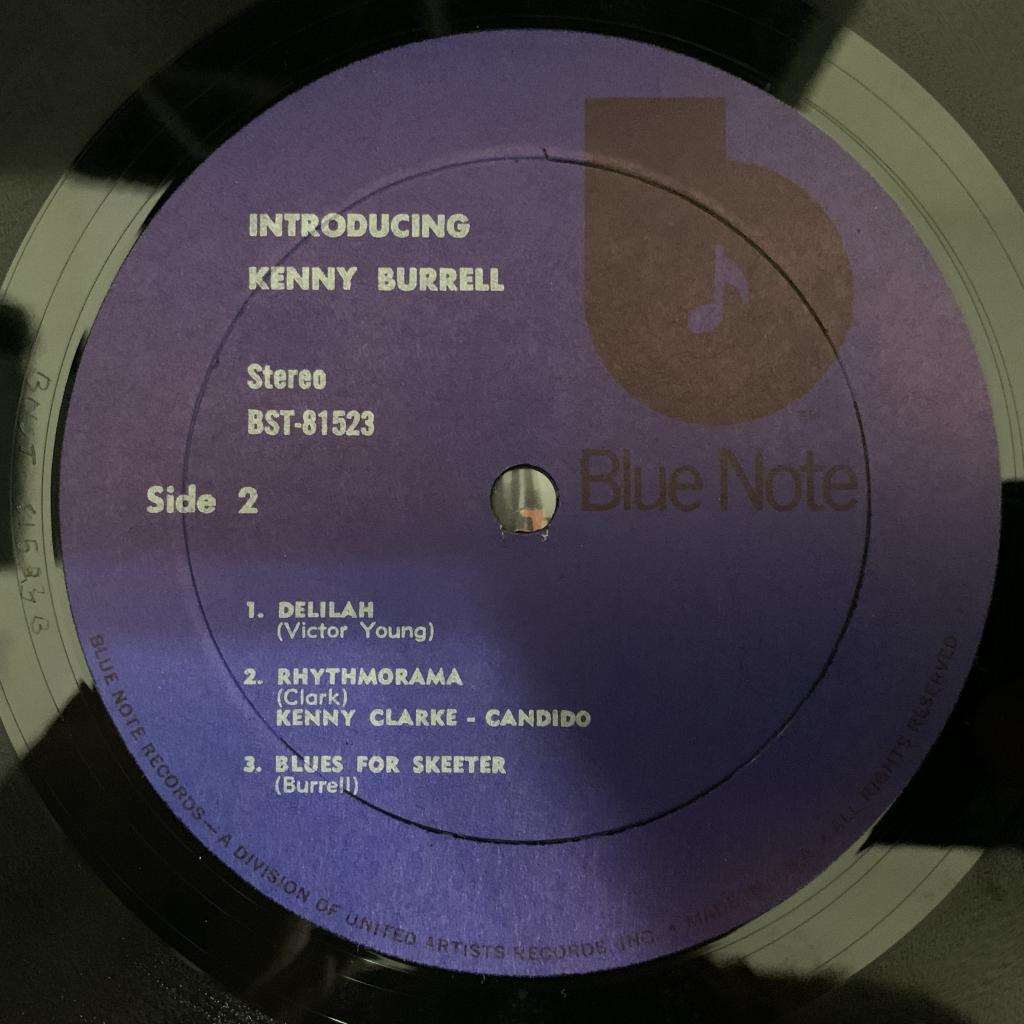 INTRODUCING
KENNY BURRELL
Stereo
BST-81523
Side 2
Blue Note
1. DELILAH
(Victor Young)
2. RHYTHMORAMA
(Clark)
KENNY CLARKE - CANDIDO
3. BLUES FOR SKEETER
(Burrell)
BLUE NOTE RECORDS—A DIVISION OF UNITED ARTISTS RECORDS INC. • ALL RIGHTS RESERVED